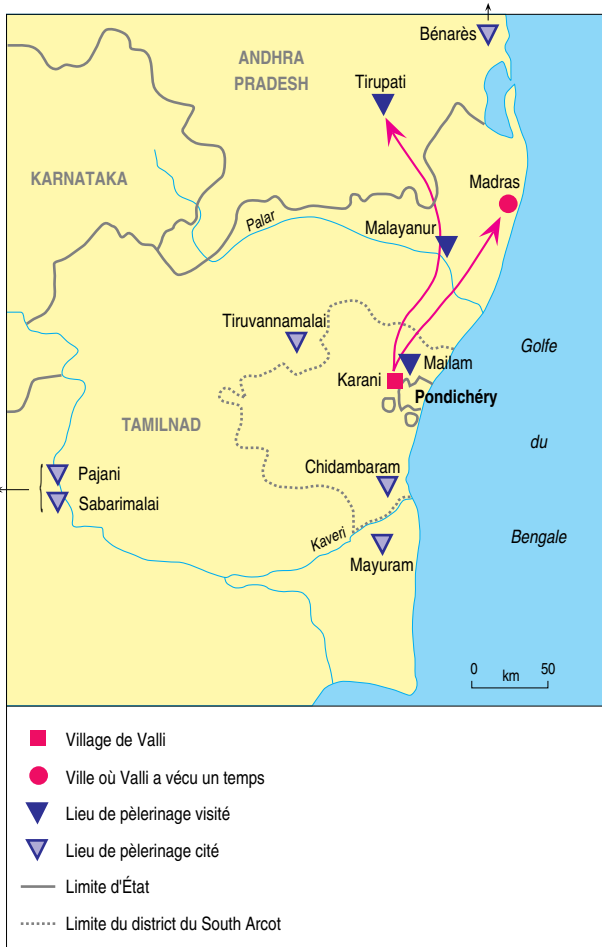 Bénarès
ANDHRA
PRADESH
Tirupati
KARNATAKA
Madras
Palar
Malayanur
Tiruvannamalai
Golfe
Mailam
Karani
Pondichéry
TAMILNAD
du
Chidambaram
Pajani
Sabarimalai
Kaveri
Bengale
Mayuram
0 km 50
Village de Valli
Ville où Valli a vécu un temps
Lieu de pèlerinage visité
Lieu de pèlerinage cité
Limite d'État
Limite du district du South Arcot